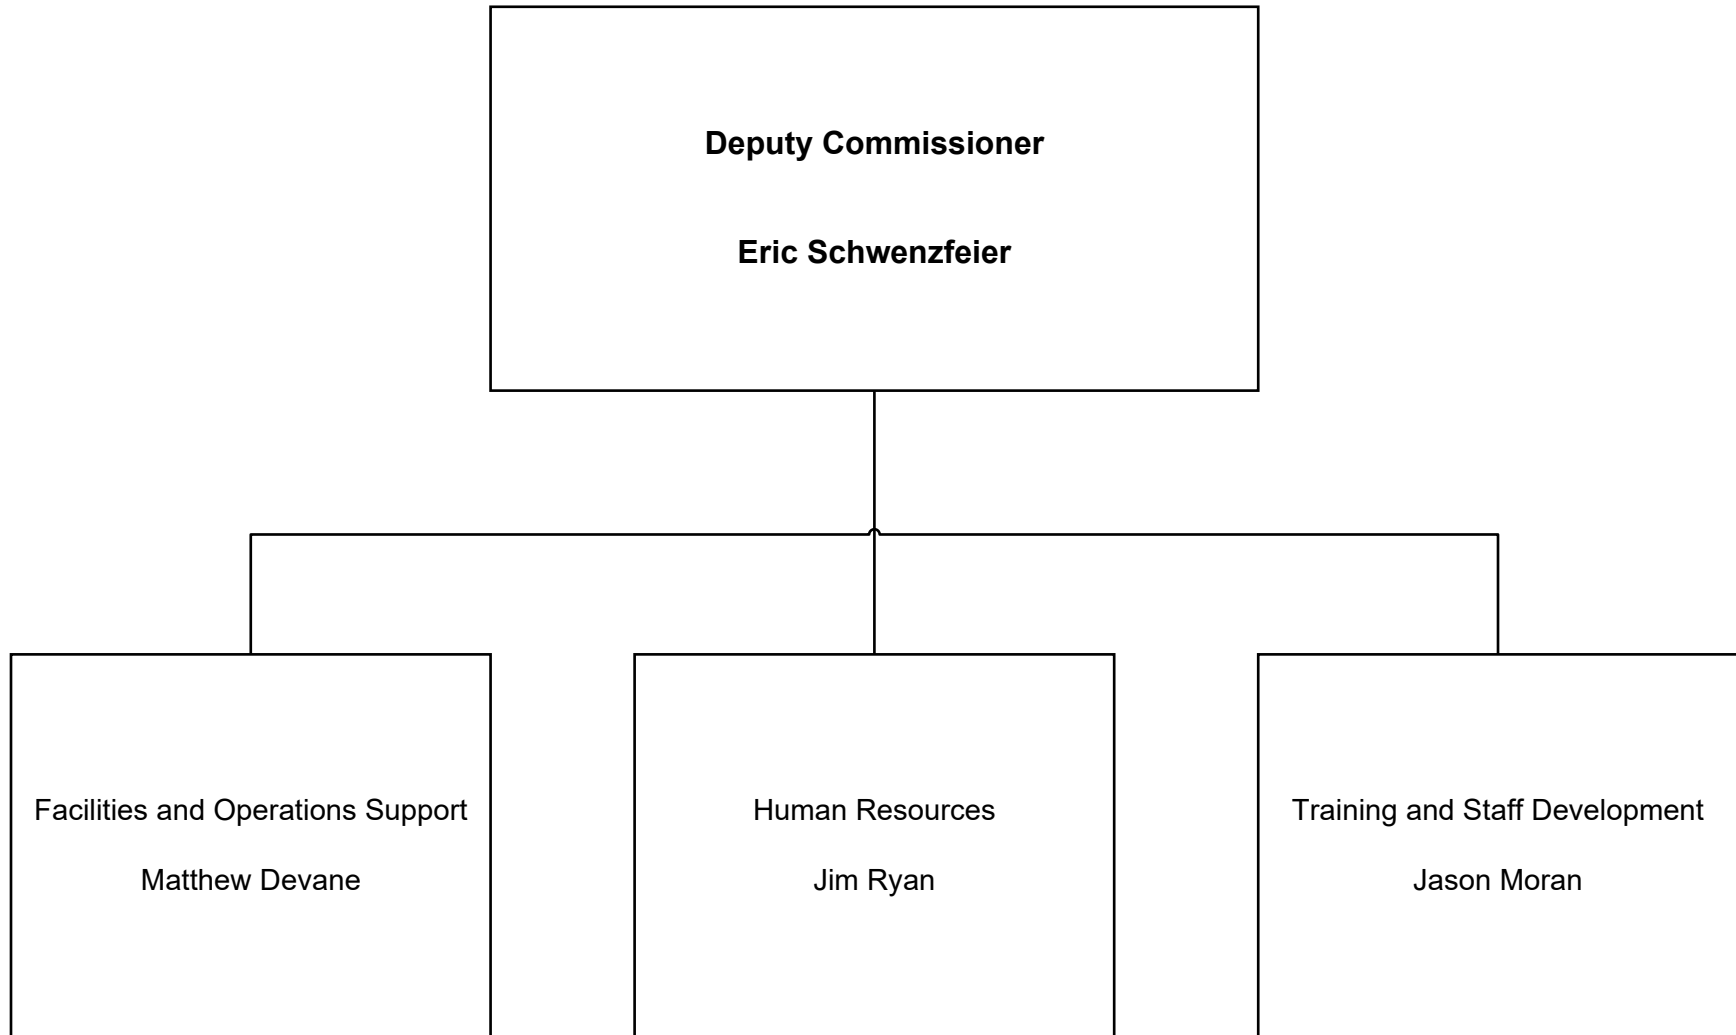 Deputy Commissioner
Eric Schwenzfeier
Facilities and Operations Support
Matthew Devane
Human Resources
Jim Ryan
Training and Staff Development
Jason Moran